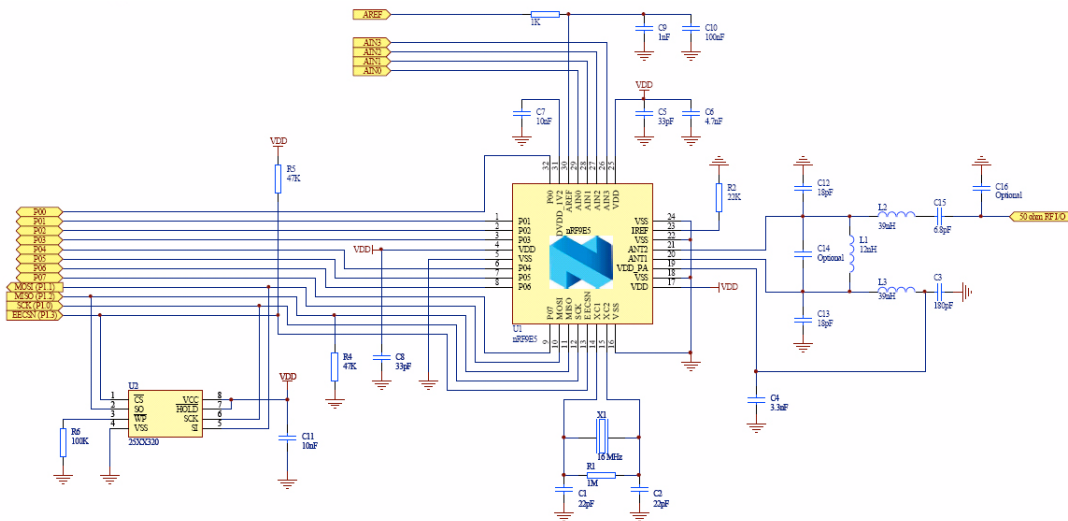 AREF
1K
C9
1nF
C10
100nF
AIN3
AIN2
AIN1
AIN0
VDD
C7
10nF
C5
33pF
C6
4.7nF
VDD
R5
47K
32
31
30
29
28
27
26
25
P00
DVDD_1V2
AREF
AIN0
AIN1
AIN2
AIN3
VDD
R2
22K
C12
18pF
C16
Optional
P00
P01
P02
P03
P04
P05
P06
P07
MOSI (P1.1)
MISO (P1.2)
SCK (P1.0)
EECSN (P1.3)
VDD
1
2
3
4
5
6
7
8
P01
P02
P03
VDD
VSS
P04
P05
P06
nRF9E5
VSS
IREF
VSS
ANT2
ANT1
VDD_PA
VSS
VDD
24
23
22
21
20
19
18
17
VDD
L2
39nH
C15
6.8pF
50 ohm RF I/O
C14
Optional
L1
12nH
L3
39nH
C3
180pF
C13
18pF
U1
nRF9E5
P07
MOSI
MISO
SCK
EECSN
XC1
XC2
VSS
9
10
11
12
13
14
15
16
R4
47K
C8
33pF
U2
1
2
3
4
CS
SO
WP
VSS
VCC
HOLD
SCK
SI
8
7
6
5
25XX320
VDD
R6
100K
C11
10nF
C4
3.3nF
X1
16 MHz
R1
1M
C1
22pF
C2
22pF